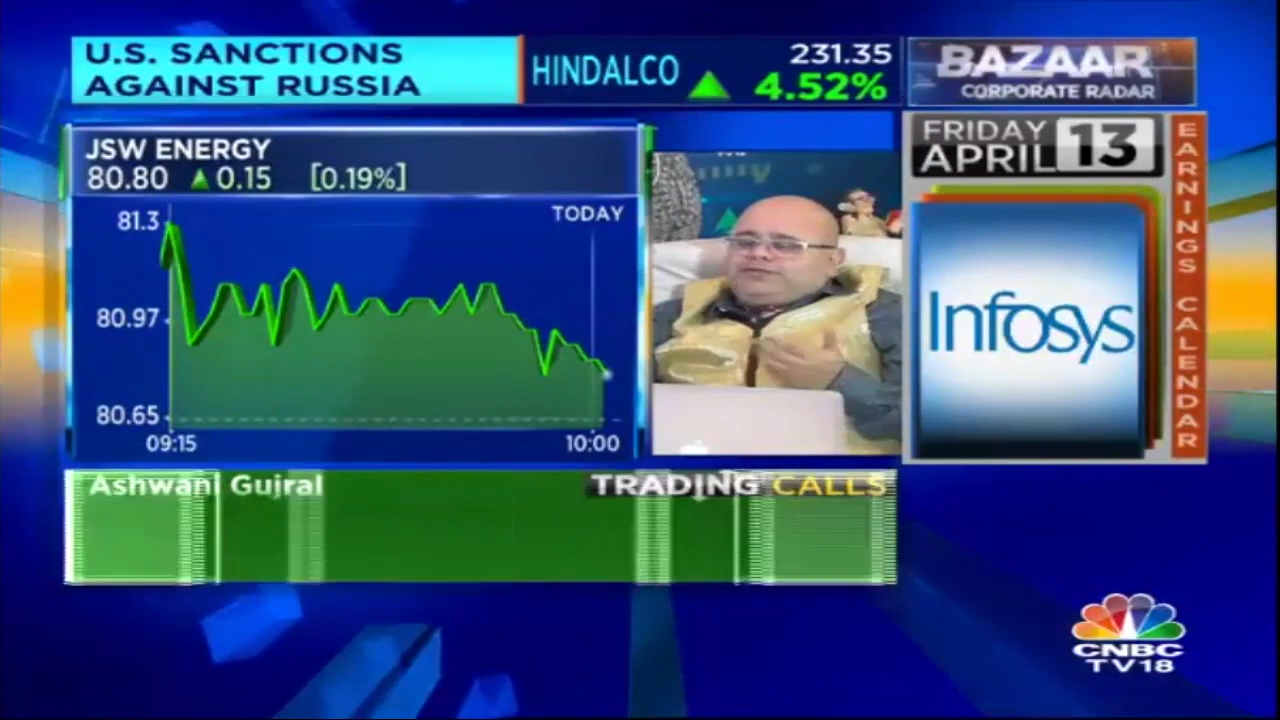 U.S. SANCTIONS
AGAINST RUSSIA
HINDALCO
231.35
4.52%
BAZAAR
CORPORATE RADAR
JSW ENERGY
80.80 ▲ 0.15 [0.19%]
TODAY
81.3
80.97
80.65
09:15
10:00
FRIDAY
APRIL 13
EARNINGS CALENDAR
Infosys
Ashwani Gujral
TRADING CALLS
CNBC
TV18